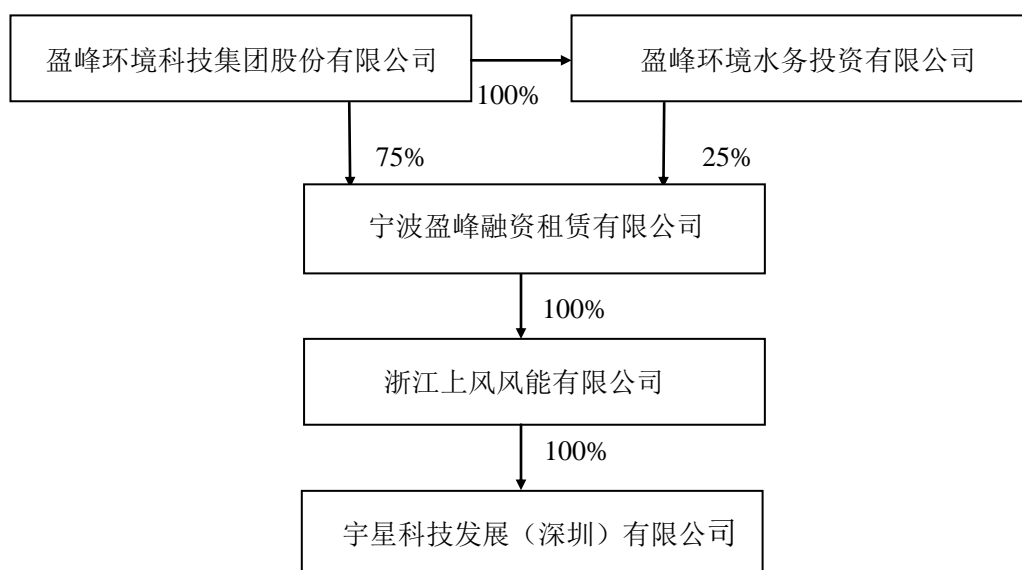 盈峰环境科技集团股份有限公司
盈峰环境水务投资有限公司
100%
75%
25%
宁波盈峰融资租赁有限公司
100%
浙江上风风能有限公司
100%
宇星科技发展（深圳）有限公司